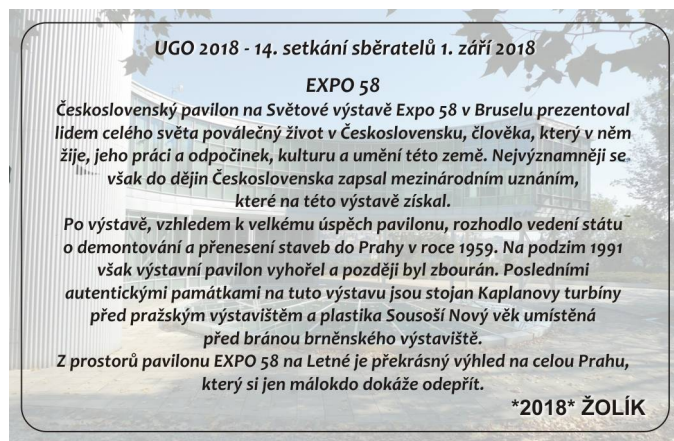 UGO 2018 - 14. setkání sběratelů 1. září 2018
EXPO 58
Československý pavilon na Světové výstavě Expo 58 v Bruselu prezentoval
lidem celého světa poválečný život v Československu, člověka, který v něm
žije, jeho práci a odpočinek, kulturu a umění této země. Nejvýznamněji se
však do dějin Československa zapsal mezinárodním uznáním,
které na této výstavě získal.
Po výstavě, vzhledem k velkému úspěch pavilonu, rozhodlo vedení státu
o demontování a přenesení staveb do Prahy v roce 1959. Na podzim 1991
však výstavní pavilon vyhořel a později byl zbourán. Posledními
autentickými památkami na tuto výstavu jsou stojan Kaplanovy turbíny
před pražským výstavištěm a plastika Sousoší Nový věk umístěná
před bránou brněnského výstaviště.
Z prostorů pavilonu EXPO 58 na Letné je překrásný výhled na celou Prahu,
který si jen málokdo dokáže odepřít.
*2018* ŽOLÍK